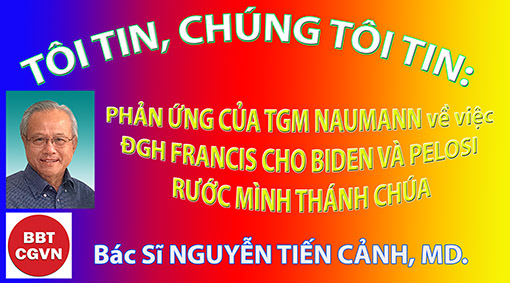 TÔI TIN, CHÚNG TÔI TIN:
PHẢN ỨNG CỦA TGM NAUMANN về việc
ĐGH FRANCIS CHO BIDEN VÀ PELOSI
RƯỚC MÌNH THÁNH CHÚA
BBT
CGVN
Bác Sĩ NGUYỄN TIẾN CẢNH, MD.